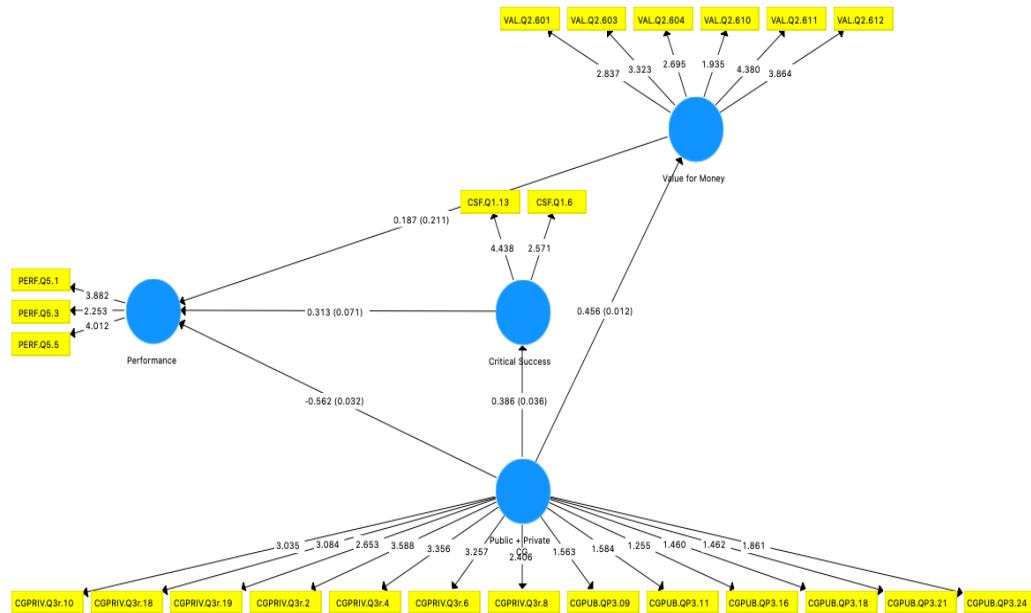 VAL.Q2.601 VAL.Q2.603 VAL.Q2.604 VAL.Q2.610 VAL.Q2.611 VAL.Q2.612
2.837 3.323 2.695 1.935 4.380 3.864
Value for Money
CSF.Q1.13 CSF.Q1.6
0.187 (0.211)
4.438 2.571
PERF.Q5.1
PERF.Q5.3
PERF.Q5.5
3.882
2.253
4.012
Performance
0.313 (0.071)
0.456 (0.012)
Critical Success
-0.562 (0.032)
0.386 (0.036)
Public + Private
CG
3.035 3.084 2.653 3.588 3.356 3.257 2.406 1.563 1.584 1.255 1.460 1.462 1.861
CGPRIV.Q3r.10 CGPRIV.Q3r.18 CGPRIV.Q3r.19 CGPRIV.Q3r.2 CGPRIV.Q3r.4 CGPRIV.Q3r.6 CGPRIV.Q3r.8 CGPUB.QP3.09 CGPUB.QP3.11 CGPUB.QP3.16 CGPUB.QP3.18 CGPUB.QP3.21 CGPUB.QP3.24